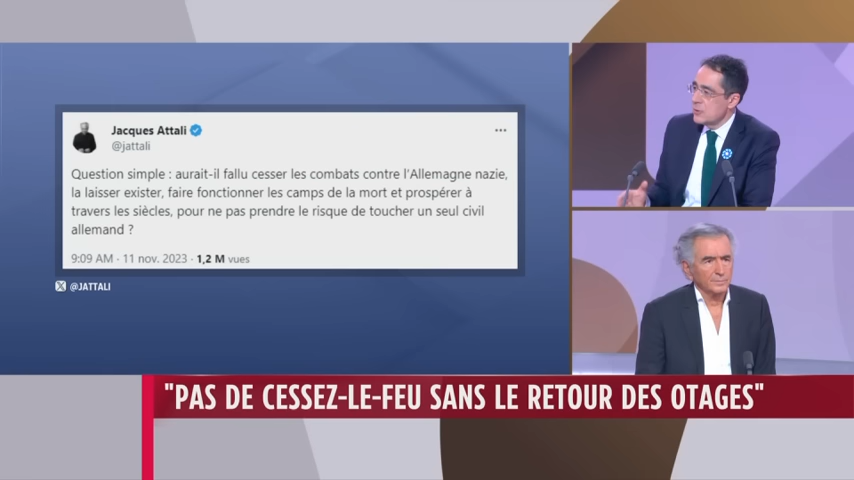 Jacques Attali
@jattali
Question simple : aurait-il fallu cesser les combats contre l'Allemagne nazie,
la laisser exister, faire fonctionner les camps de la mort et prospérer à
travers les siècles, pour ne pas prendre le risque de toucher un seul civil
allemand ?
9:09 AM · 11 nov. 2023 · 1,2 M vues
X @JATTALI
"PAS DE CESSEZ-LE-FEU SANS LE RETOUR DES OTAGES"